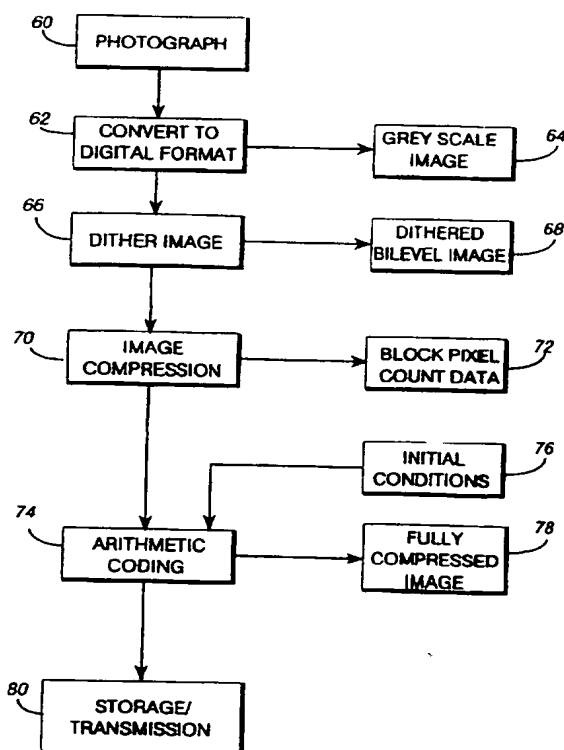 60
PHOTOGRAPH
62
CONVERT TO
DIGITAL FORMAT
GREY SCALE
IMAGE
64
66
DITHER IMAGE
DITHERED
BILEVEL IMAGE
68
70
IMAGE
COMPRESSION
BLOCK PIXEL
COUNT DATA
72
INITIAL
CONDITIONS
76
74
ARITHMETIC
CODING
FULLY
COMPRESSED
IMAGE
78
80
STORAGE/
TRANSMISSION